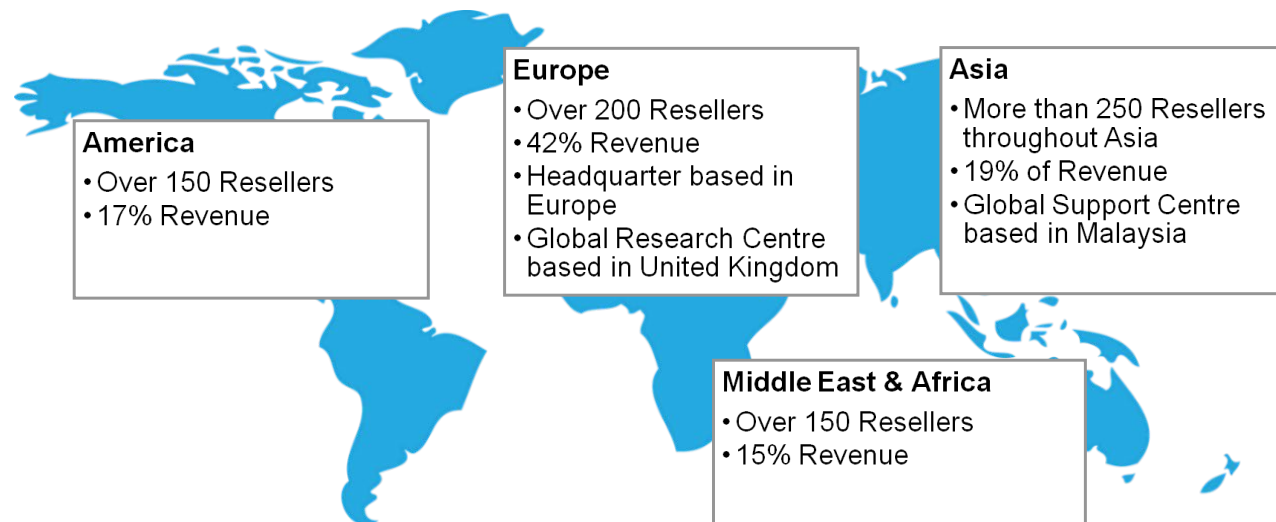 America
• Over 150 Resellers
• 17% Revenue
Europe
• Over 200 Resellers
• 42% Revenue
• Headquarter based in
Europe
• Global Research Centre
based in United Kingdom
Asia
• More than 250 Resellers
throughout Asia
• 19% of Revenue
• Global Support Centre
based in Malaysia
Middle East & Africa
• Over 150 Resellers
• 15% Revenue